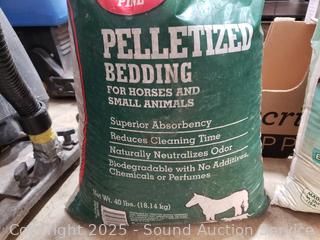 PINE
PELLETIZED
BEDDING
FOR HORSES AND
SMALL ANIMALS
Superior Absorbency
Reduces Cleaning Time
Naturally Neutralizes Odor
Biodegradable with No Additives,
Chemicals or Perfumes
Net Wt. 40 lbs. (18.14 kg)
Copyright 2025 - Sound Auction Service